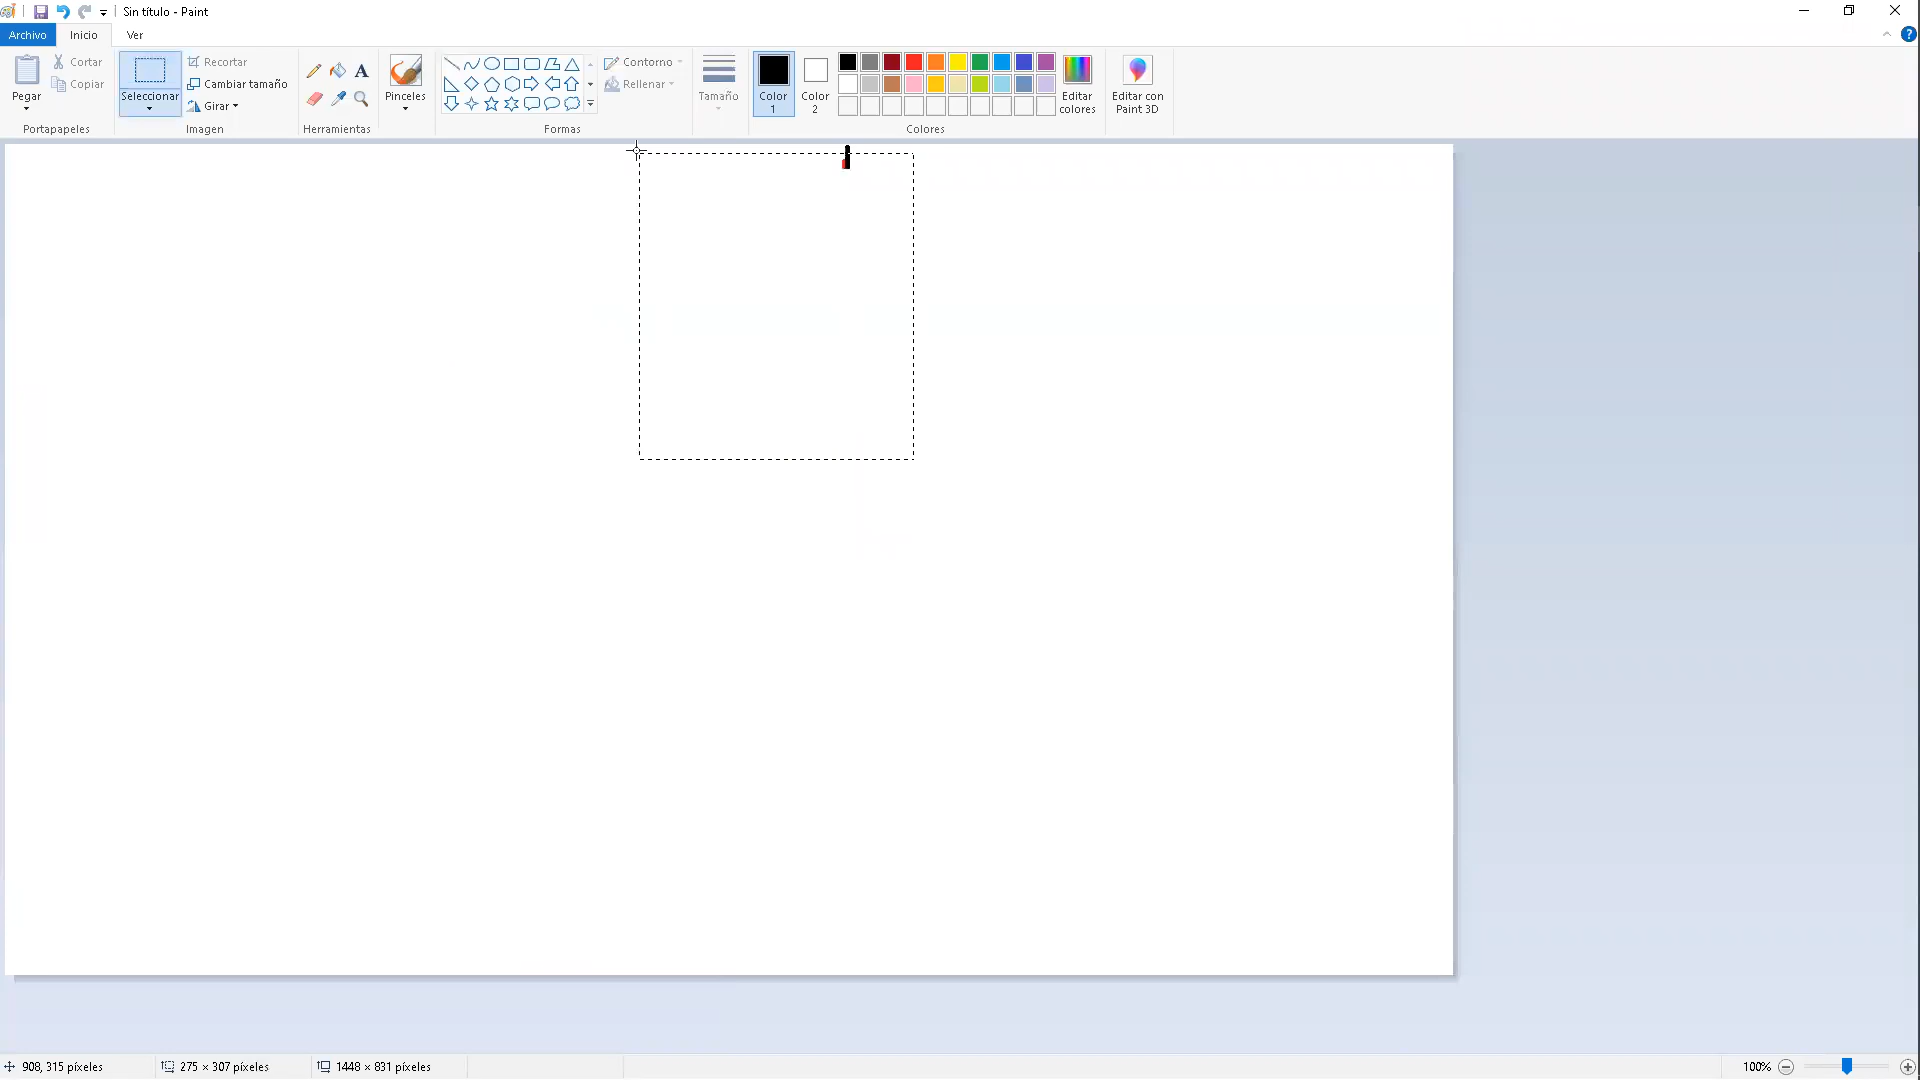 Sin título - Paint
Archivo Inicio Ver
Pegar
Cortar
Copiar
Portapapeles
Seleccionar
Recortar
Cambiar tamaño
Girar
Imagen
A
Herramientas
Pinceles
Formas
Contorno
Rellenar
Tamaño
Color
1
Color
2
Editar
colores
Colores
Editar con
Paint 3D
?
908, 315 píxeles 275 × 307 píxeles 1448 × 831 píxeles 100%